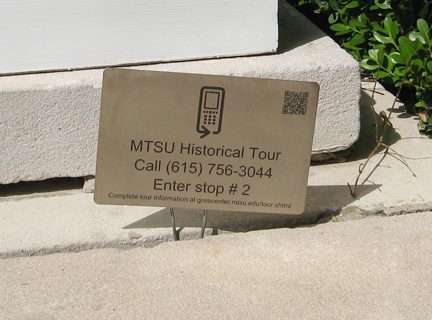 MTSU Historical Tour
Call (615) 756-3044
Enter stop # 2
Complete tour information at gorecenter.mtsu.edu/tour.shtml